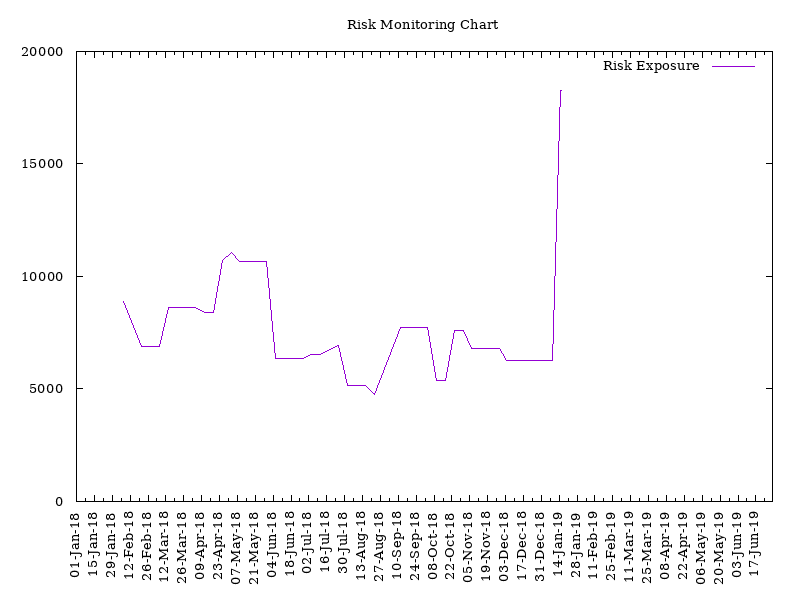 Risk Monitoring Chart
Risk Exposure
20000
15000
10000
5000
0
01-Jan-18
15-Jan-18
29-Jan-18
12-Feb-18
26-Feb-18
12-Mar-18
26-Mar-18
09-Apr-18
23-Apr-18
07-May-18
21-May-18
04-Jun-18
18-Jun-18
02-Jul-18
16-Jul-18
30-Jul-18
13-Aug-18
27-Aug-18
10-Sep-18
24-Sep-18
08-Oct-18
22-Oct-18
05-Nov-18
19-Nov-18
03-Dec-18
17-Dec-18
31-Dec-18
14-Jan-19
28-Jan-19
11-Feb-19
25-Feb-19
11-Mar-19
25-Mar-19
08-Apr-19
22-Apr-19
06-May-19
20-May-19
03-Jun-19
17-Jun-19